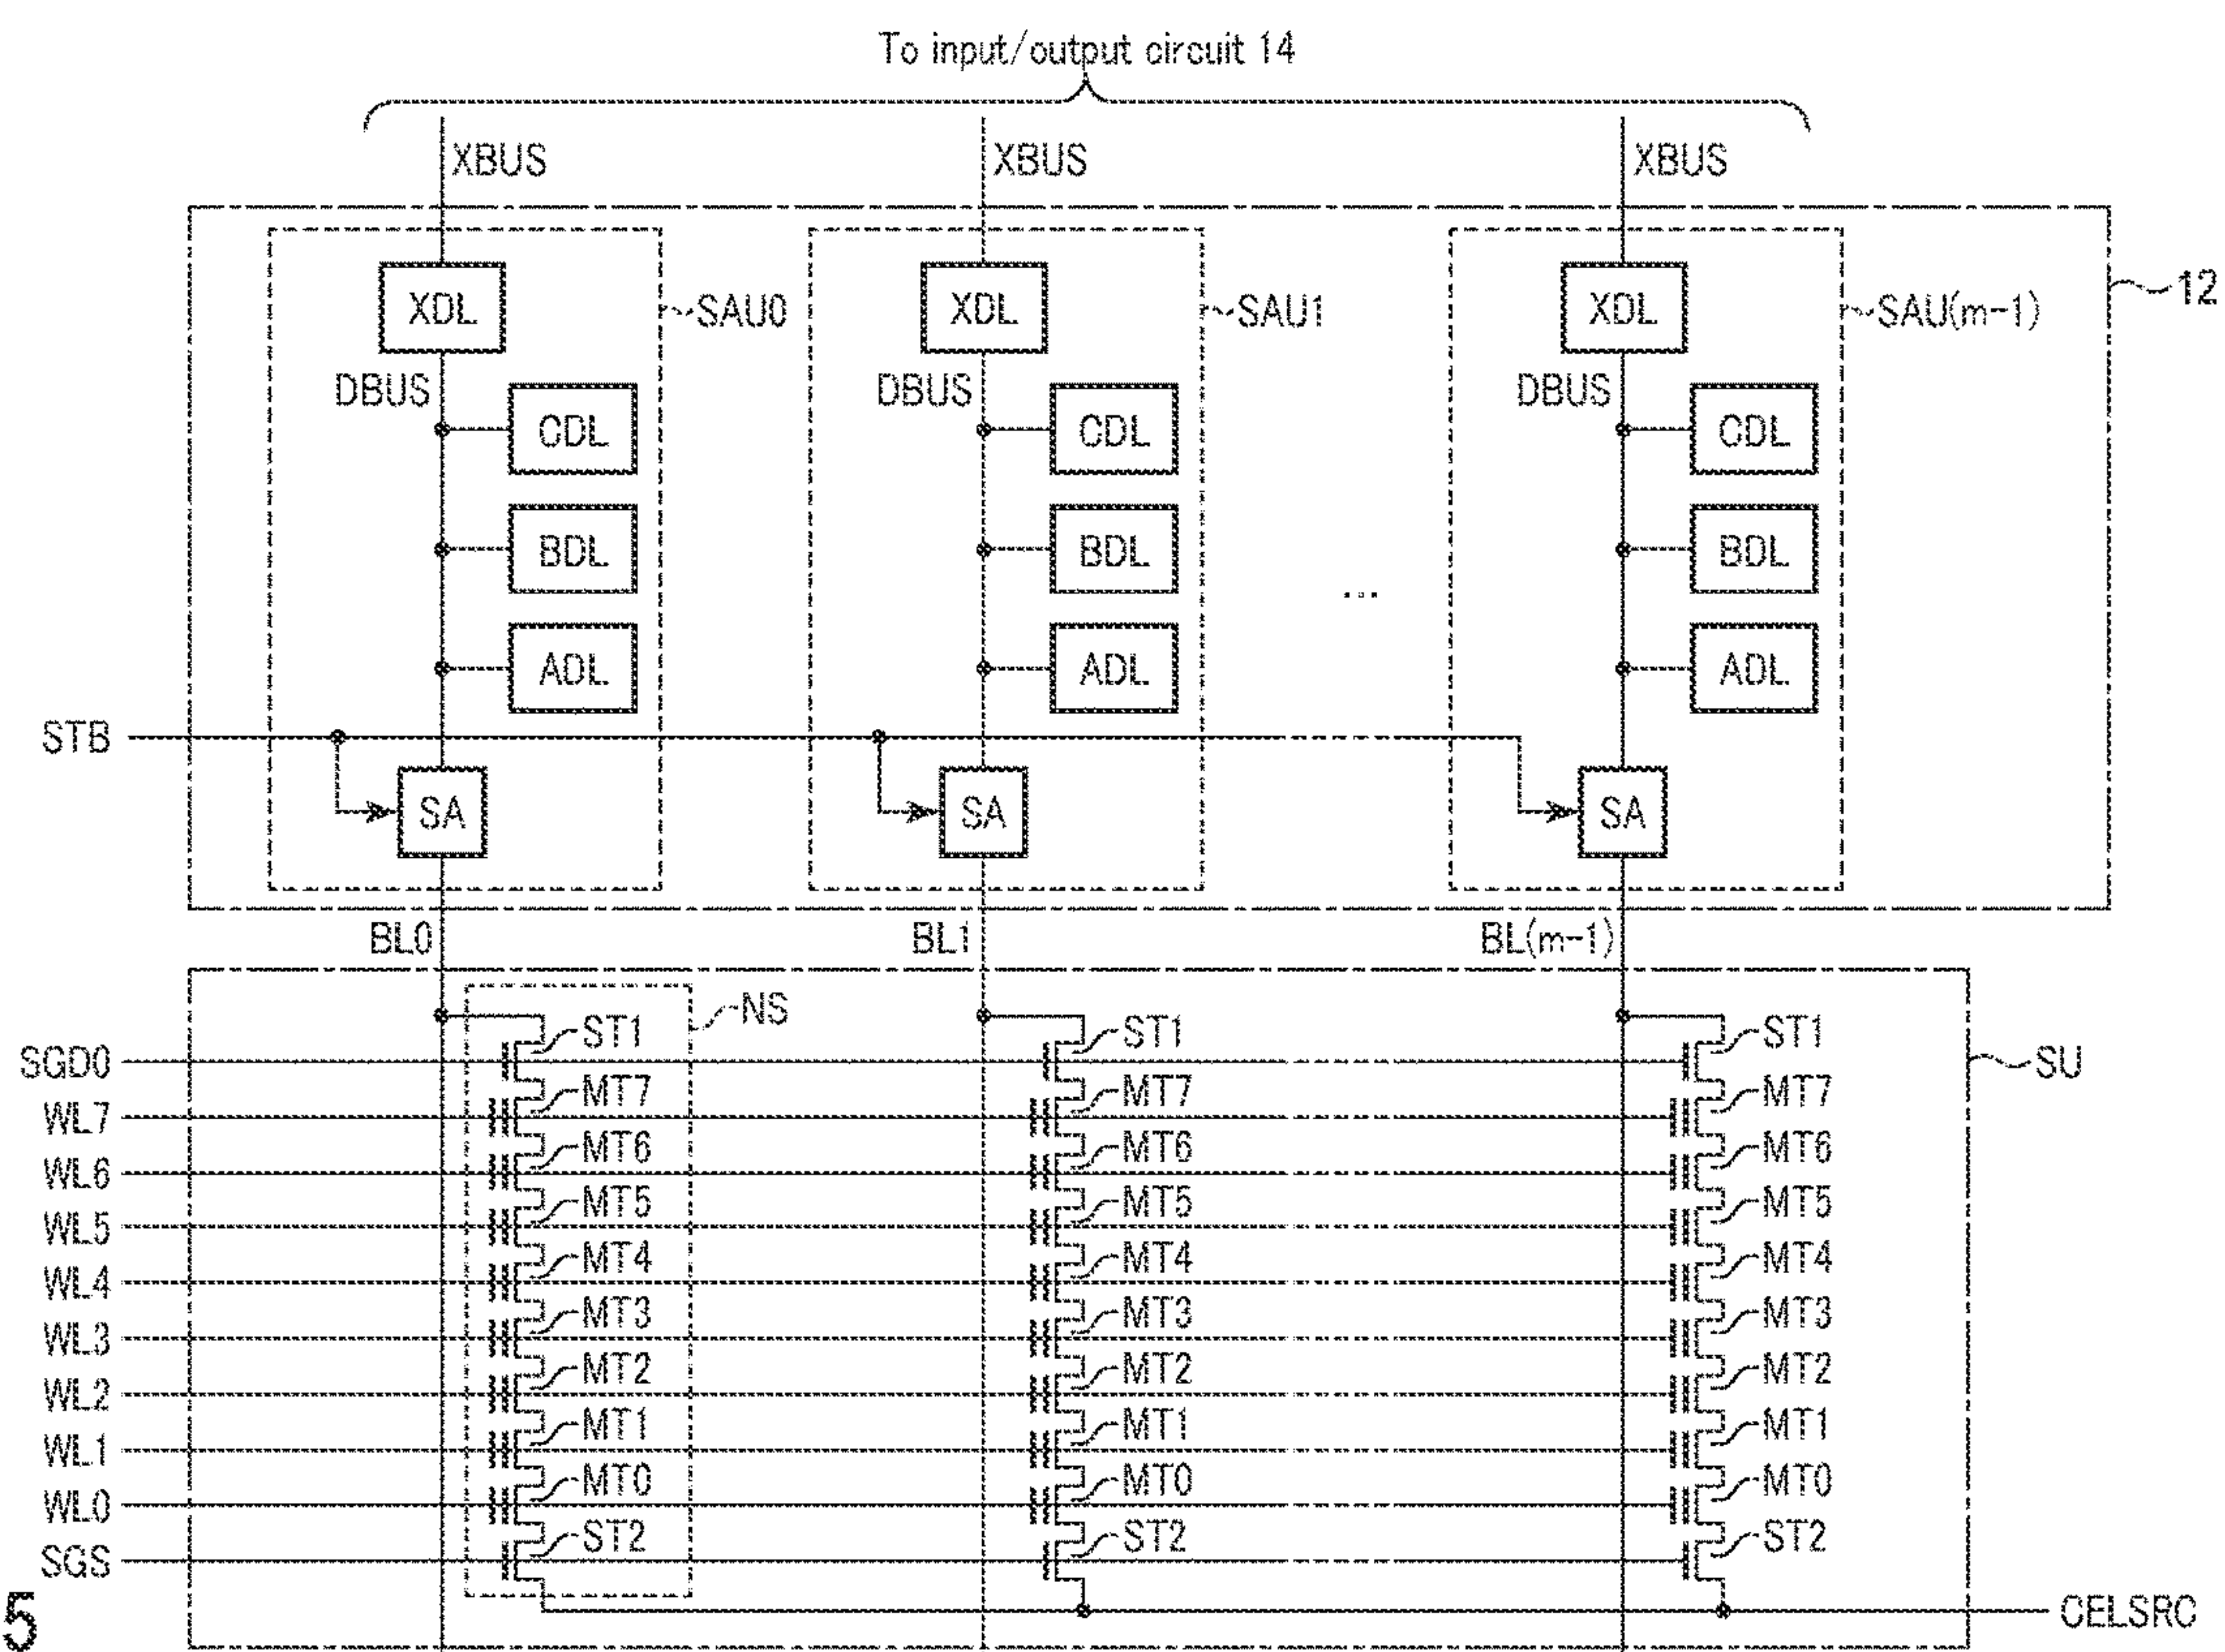 To input/output circuit 14
XBUS XBUS XBUS
XDL SAU0 XDL SAU1 XDL SAU(m-1) 12
DBUS DBUS DBUS
CDL CDL CDL
BDL BDL BDL
...
ADL ADL ADL
STB
SA SA SA
BL0 BL1 BL(m-1)
NS
ST1 ST1 ST1
SGD0 SU
MT7 MT7 MT7
WL7
MT6 MT6 MT6
WL6
MT5 MT5 MT5
WL5
MT4 MT4 MT4
WL4
MT3 MT3 MT3
WL3
MT2 MT2 MT2
WL2
MT1 MT1 MT1
WL1
MT0 MT0 MT0
WL0
ST2 ST2 ST2
SGS
CELSRC
5